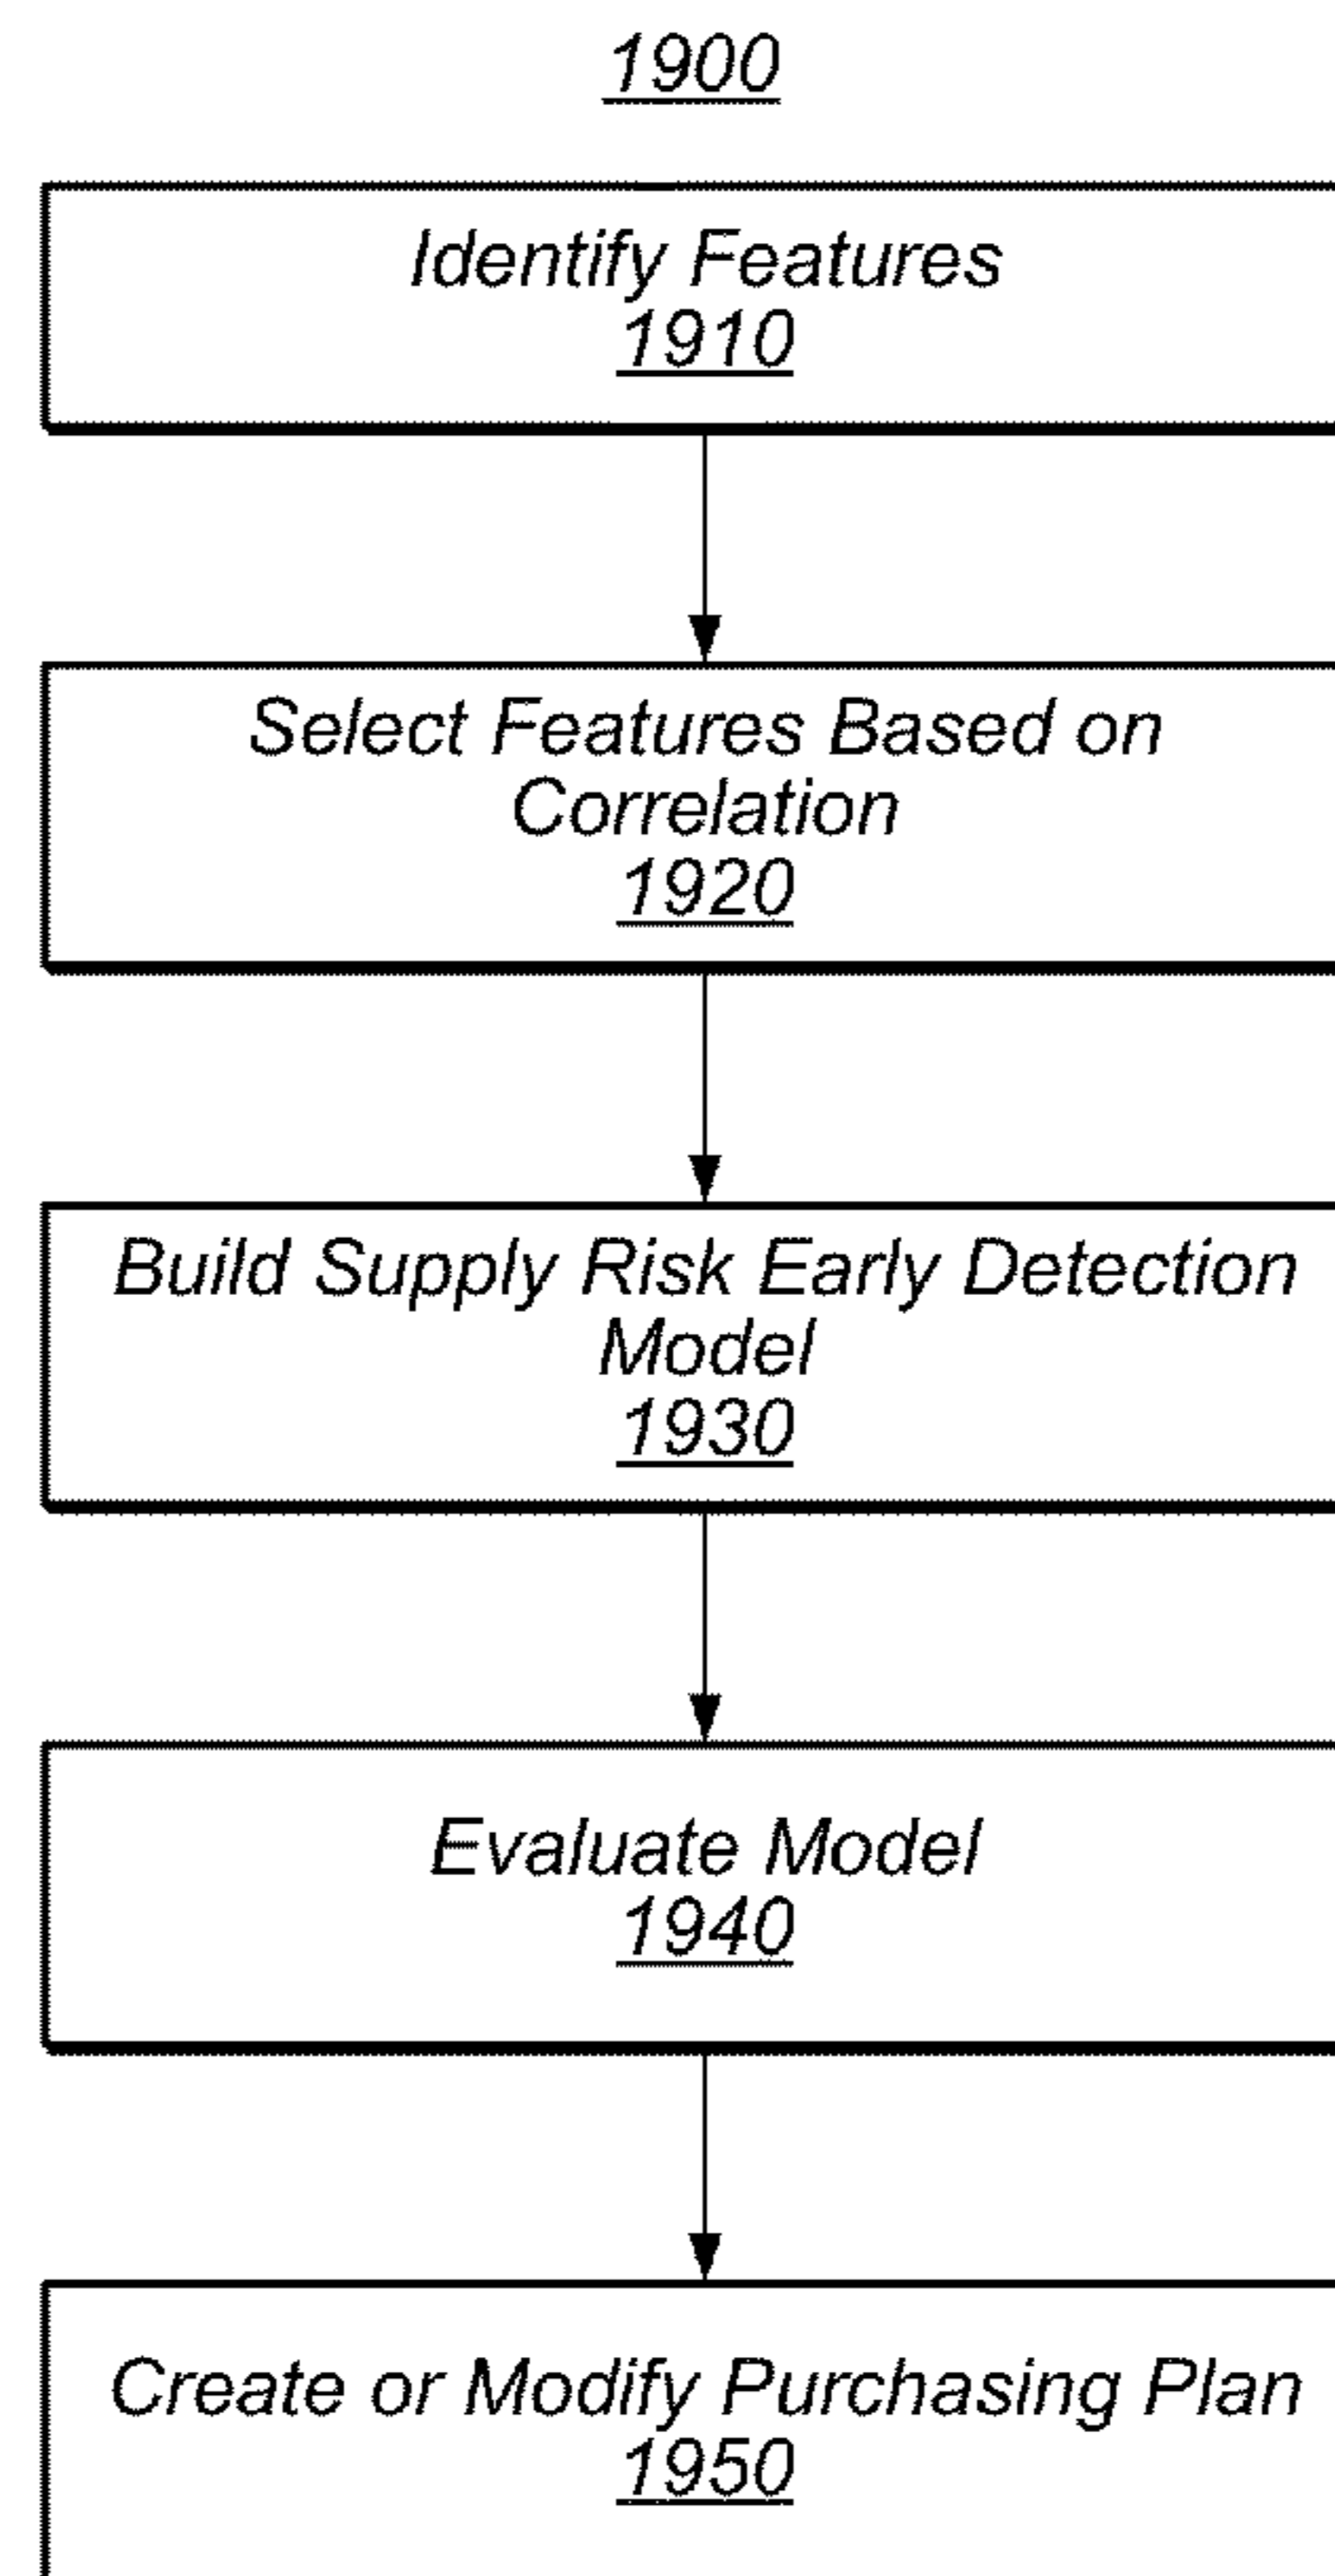 1900
Identify Features
1910
Select Features Based on
Correlation
1920
Build Supply Risk Early Detection
Model
1930
Evaluate Model
1940
Create or Modify Purchasing Plan
1950